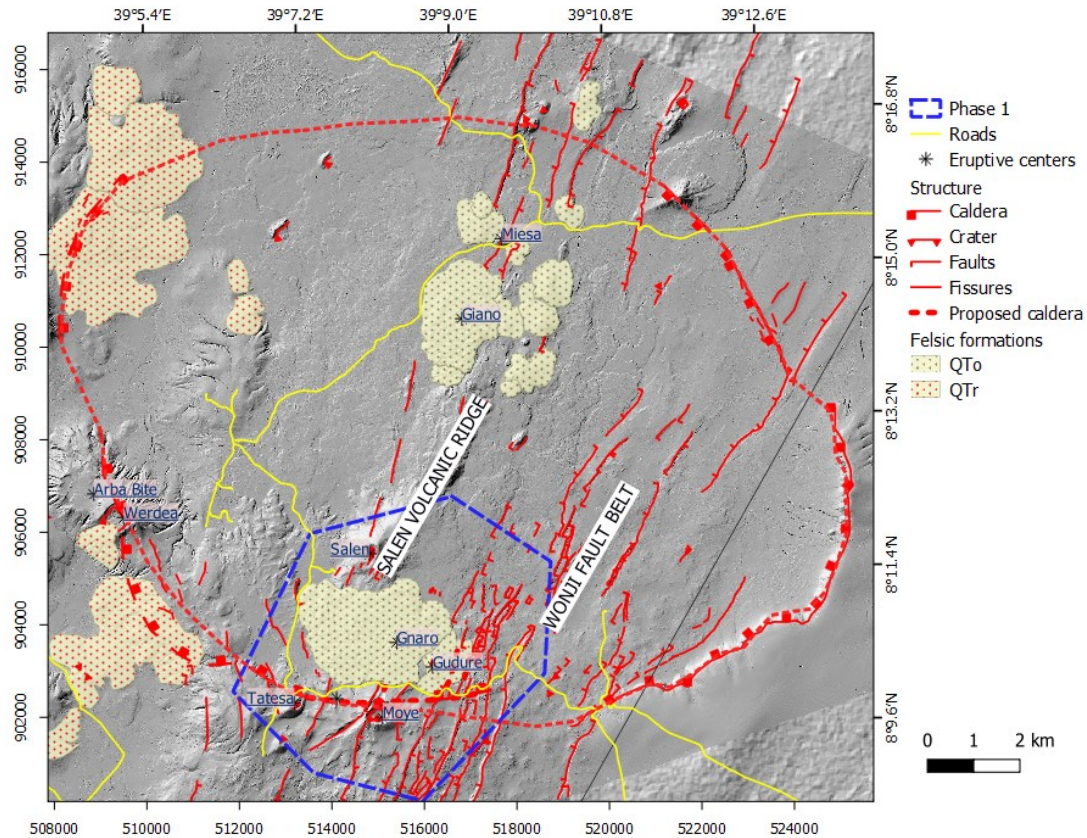 39°5.4'E 39°7.2'E 39°9.0'E 39°10.8'E 39°12.6'E
916000
914000
912000
910000
908000
906000
904000
902000
8°16.8'N
8°15.0'N
8°13.2'N
8°11.4'N
8°9.6'N
Miesa
Giano
SALEN VOLCANIC RIDGE
WONJI FAULT BELT
Arba Bite
Werdea
Salen
Gnaro
Gudure
Tatesa
Moye
508000 510000 512000 514000 516000 518000 520000 522000 524000
Phase 1
Roads
Eruptive centers
Structure
Caldera
Crater
Faults
Fissures
Proposed caldera
Felsic formations
QTo
QTr
0 1 2 km